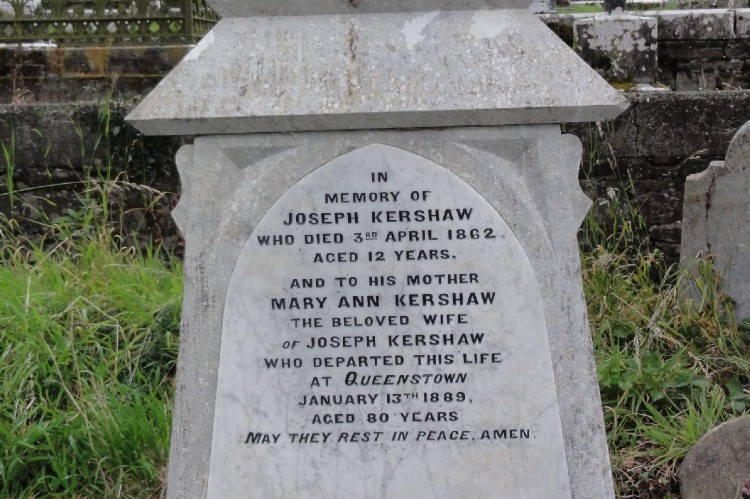 IN
MEMORY OF
JOSEPH KERSHAW
WHO DIED 3RD APRIL 1862
AGED 12 YEARS.
AND TO HIS MOTHER
MARY ANN KERSHAW
THE BELOVED WIFE
OF JOSEPH KERSHAW
WHO DEPARTED THIS LIFE
AT QUEENSTOWN
JANUARY 13TH 1889,
AGED 80 YEARS
MAY THEY REST IN PEACE. AMEN.